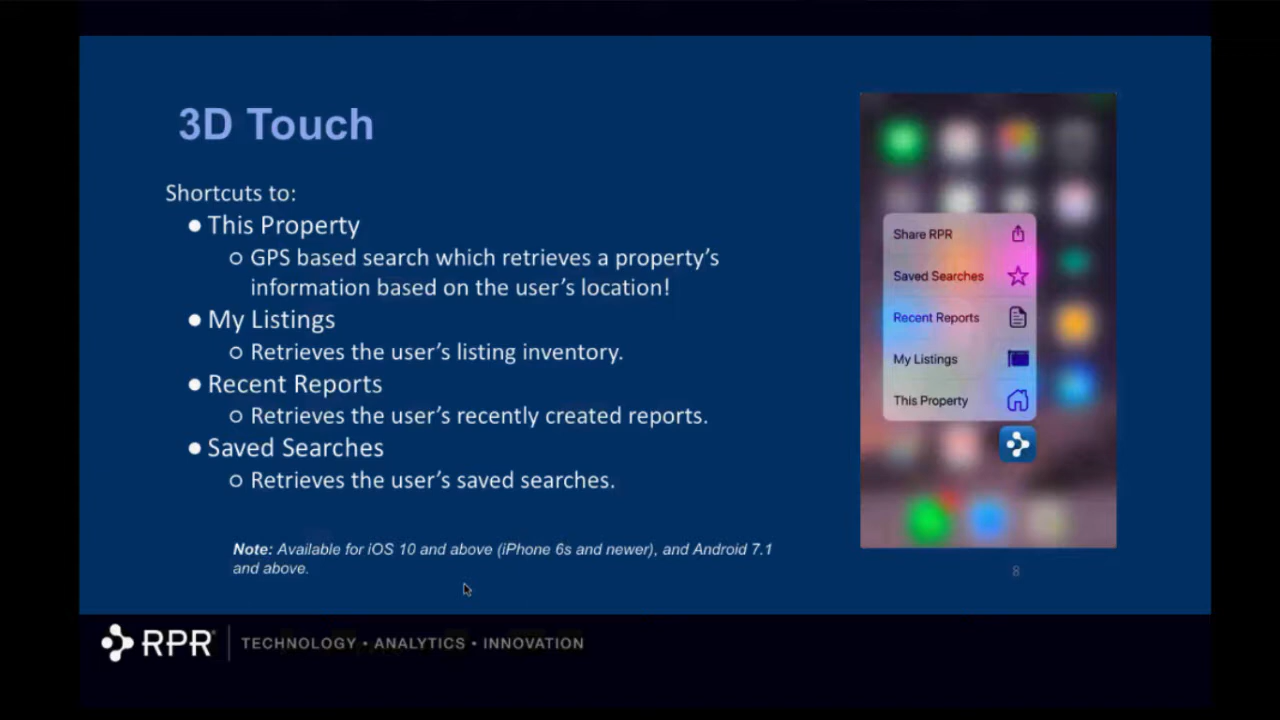 3D Touch
Shortcuts to:
● This Property
○ GPS based search which retrieves a property's
information based on the user's location!
● My Listings
○ Retrieves the user's listing inventory.
● Recent Reports
○ Retrieves the user's recently created reports.
● Saved Searches
○ Retrieves the user's saved searches.
Note: Available for iOS 10 and above (iPhone 6s and newer), and Android 7.1
and above.
Share RPR
Saved Searches
Recent Reports
My Listings
This Property
8
RPR® | TECHNOLOGY • ANALYTICS • INNOVATION